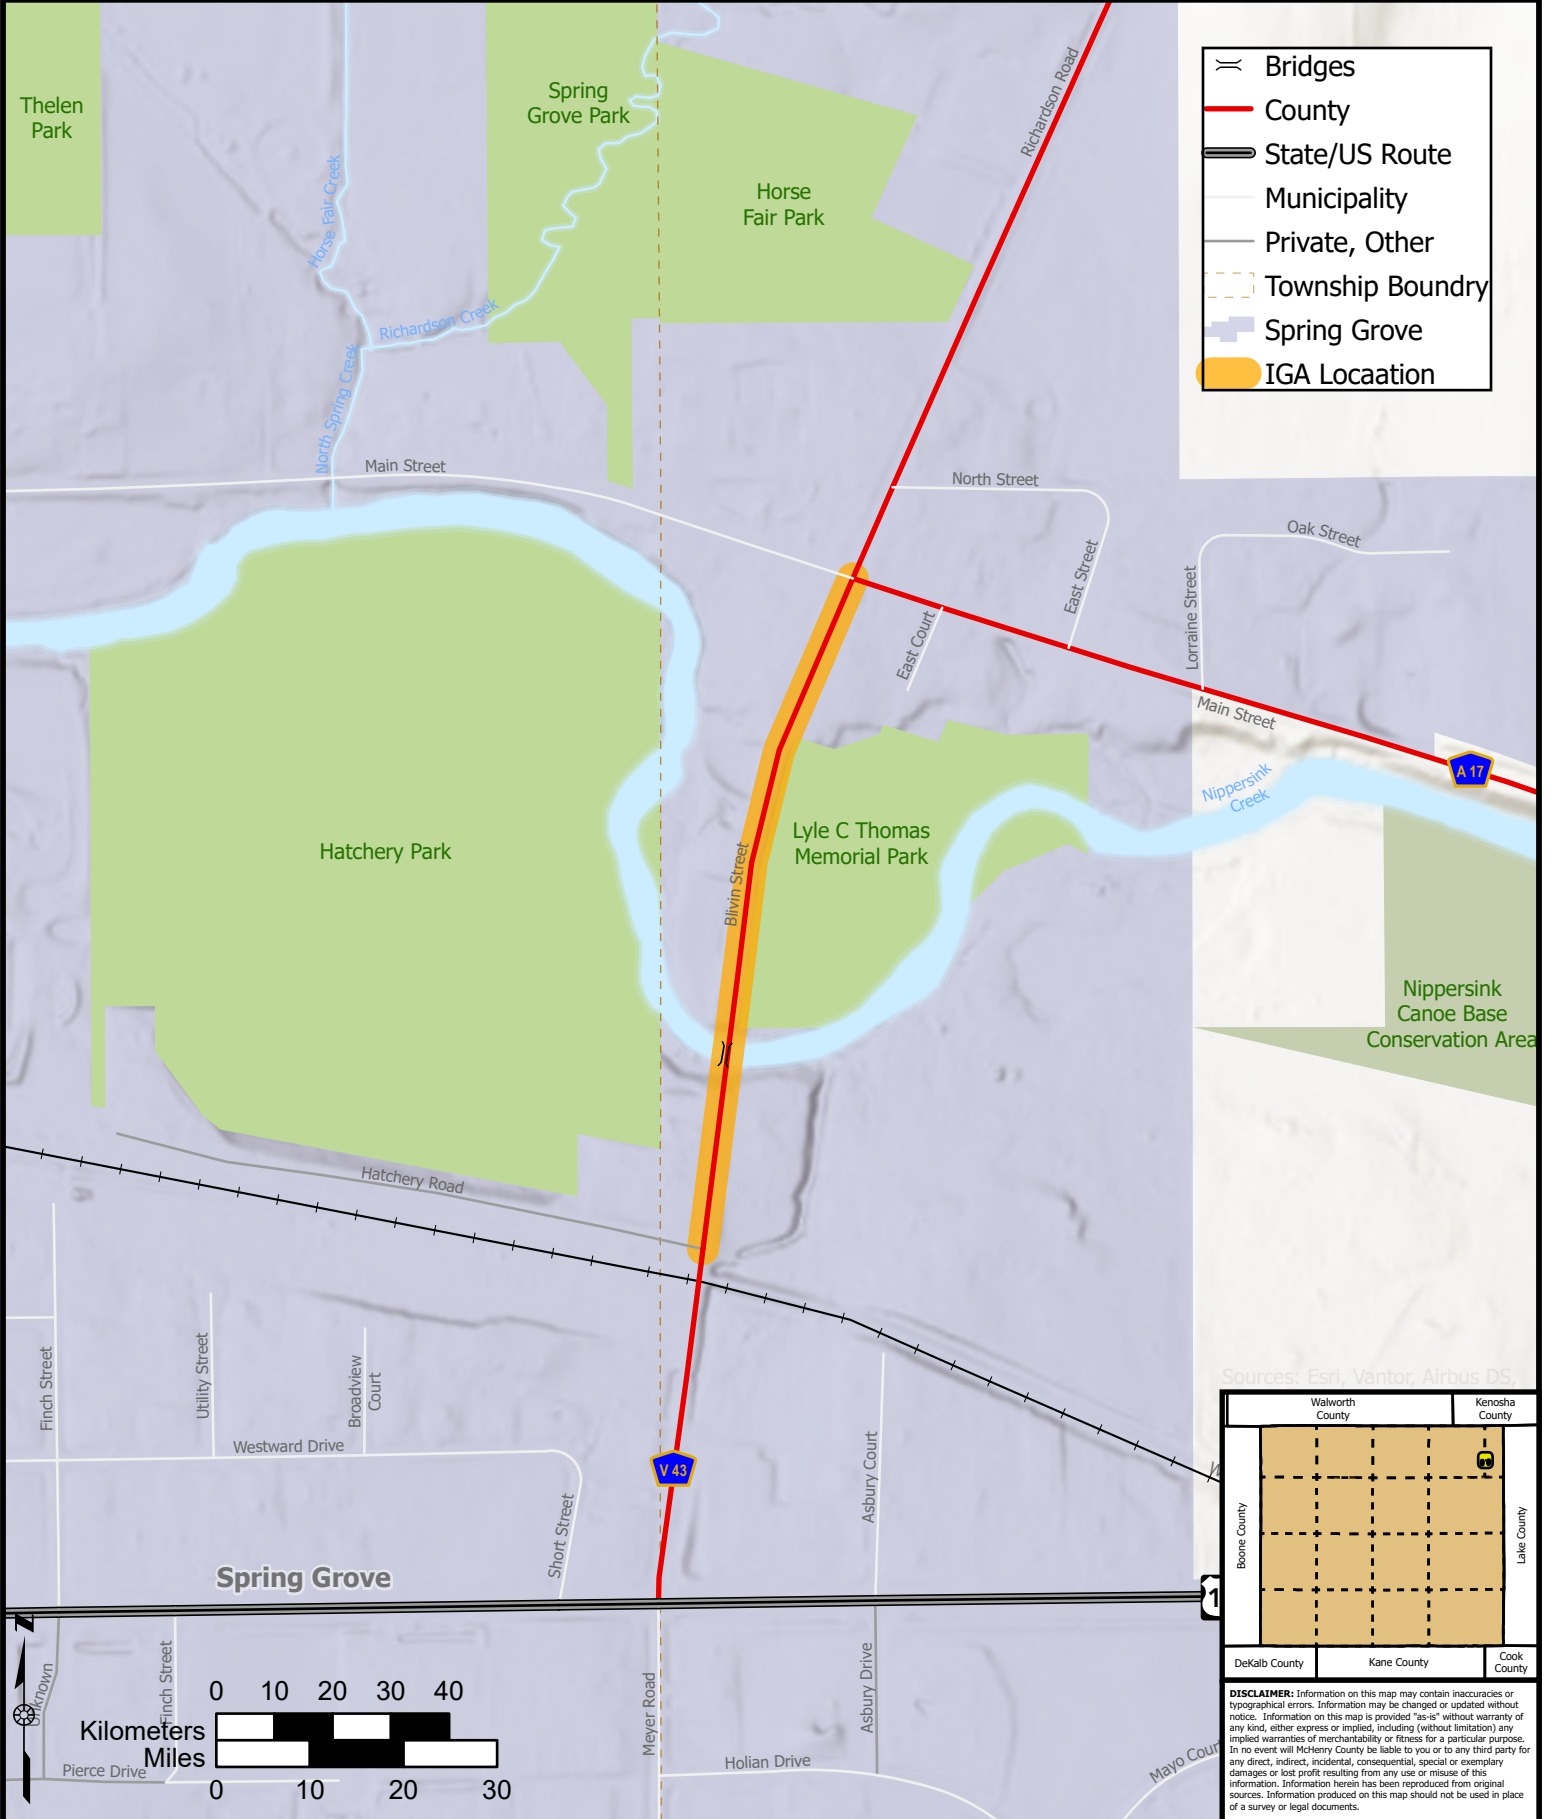 Thelen
Park
Spring
Grove Park
Horse
Fair Park
Richardson Road
Bridges
County
State/US Route
Municipality
Private, Other
Township Boundry
Spring Grove
IGA Locaation
Horse Fair Creek
Richardson Creek
North Spring Creek
Main Street
North Street
East Street
Oak Street
Lorraine Street
East Court
Main Street
A 17
Nippersink
Creek
Hatchery Park
Blivin Street
Lyle C Thomas
Memorial Park
Nippersink
Canoe Base
Conservation Area
Hatchery Road
Finch Street
Utility Street
Broadview
Court
Westward Drive
V 43
Short Street
Asbury Court
Spring Grove
Sources: Esri, Vantor, Airbus DS,
W
1
Walworth
County
Kenosha
County
Boone County
Lake County
DeKalb County
Kane County
Cook
County
N
Unknown
Finch Street
Meyer Road
Asbury Drive
Pierce Drive
Holian Drive
Mayo Cour
0 10 20 30 40
Kilometers
Miles
0 10 20 30
DISCLAIMER: Information on this map may contain inaccuracies or
typographical errors. Information may be changed or updated without
notice. Information on this map is provided "as-is" without warranty of
any kind, either express or implied, including (without limitation) any
implied warranties of merchantability or fitness for a particular purpose.
In no event will McHenry County be liable to you or to any third party for
any direct, indirect, incidental, consequential, special or exemplary
damages or lost profit resulting from any use or misuse of this
information. Information herein has been reproduced from original
sources. Information produced on this map should not be used in place
of a survey or legal documents.